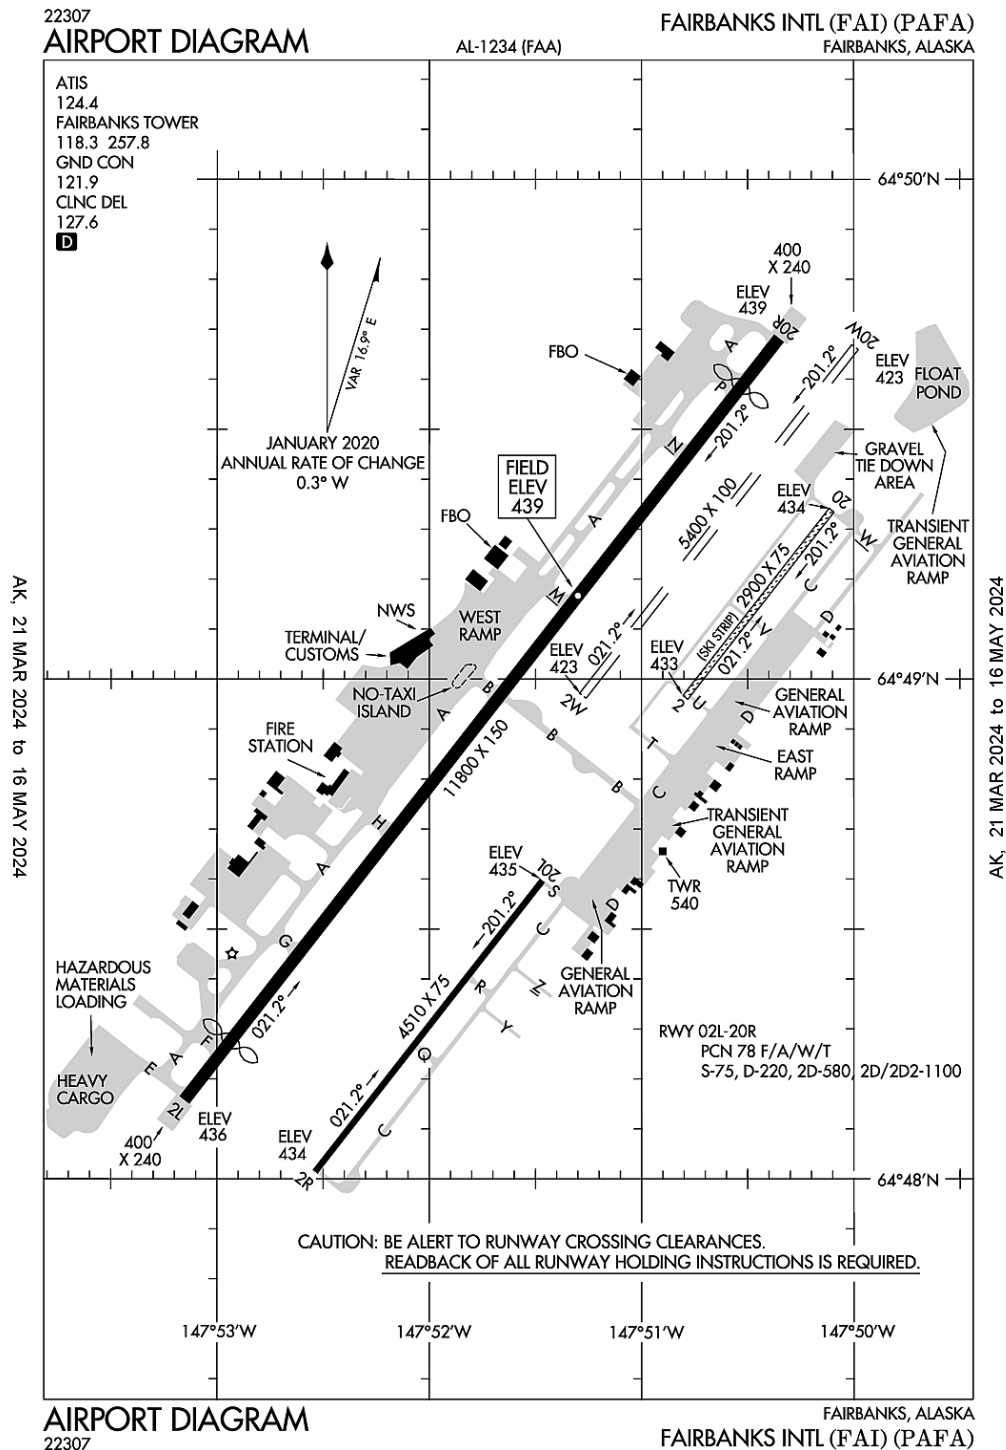 22307
AIRPORT DIAGRAM
AL-1234 (FAA)
FAIRBANKS INTL (FAI) (PAFA)
FAIRBANKS, ALASKA
ATIS
124.4
FAIRBANKS TOWER
118.3 257.8
GND CON
121.9
CLNC DEL
127.6
D
64°50'N
VAR 16.9° E
JANUARY 2020
ANNUAL RATE OF CHANGE
0.3° W
400
X 240
ELEV
439
20R
A
P
201.2°
N
FBO
20W
201.2°
ELEV
423
FLOAT
POND
GRAVEL
TIE DOWN
AREA
FIELD
ELEV
439
A
5400 X 100
ELEV
434
20
201.2°
W
TRANSIENT
GENERAL
AVIATION
RAMP
FBO
M
(SKI STRIP) 2900 X 75
C
NWS
WEST
RAMP
TERMINAL/
CUSTOMS
021.2°
ELEV
423
2W
ELEV
433
021.2°
V
D
2
U
64°49'N
NO-TAXI
ISLAND
B
A
B
B
T
D
GENERAL
AVIATION
RAMP
EAST
RAMP
FIRE
STATION
11800 X 150
C
TRANSIENT
GENERAL
AVIATION
RAMP
H
A
ELEV
435
20L
S
201.2°
TWR
540
D
C
G
GENERAL
AVIATION
RAMP
HAZARDOUS
MATERIALS
LOADING
021.2°
4510 X 75
R
Z
Y
Q
F
A
E
HEAVY
CARGO
RWY 02L-20R
PCN 78 F/A/W/T
S-75, D-220, 2D-580, 2D/2D2-1100
2L
ELEV
436
400
X 240
021.2°
ELEV
434
2R
C
64°48'N
CAUTION: BE ALERT TO RUNWAY CROSSING CLEARANCES.
READBACK OF ALL RUNWAY HOLDING INSTRUCTIONS IS REQUIRED.
147°53'W
147°52'W
147°51'W
147°50'W
AK, 21 MAR 2024 to 16 MAY 2024
AK, 21 MAR 2024 to 16 MAY 2024
AIRPORT DIAGRAM
22307
FAIRBANKS, ALASKA
FAIRBANKS INTL (FAI) (PAFA)